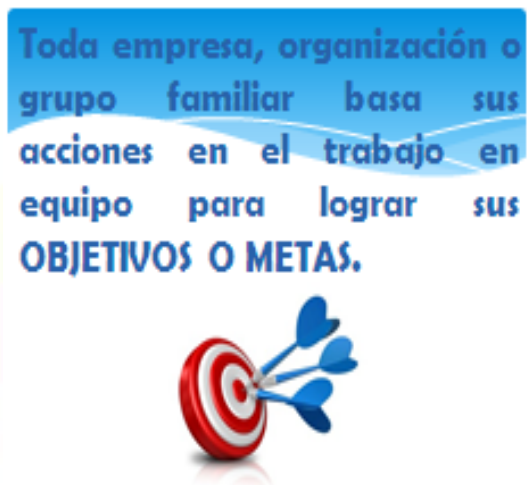 Toda empresa, organización o
grupo familiar basa sus
acciones en el trabajo en
equipo para lograr sus
OBJETIVOS O METAS.